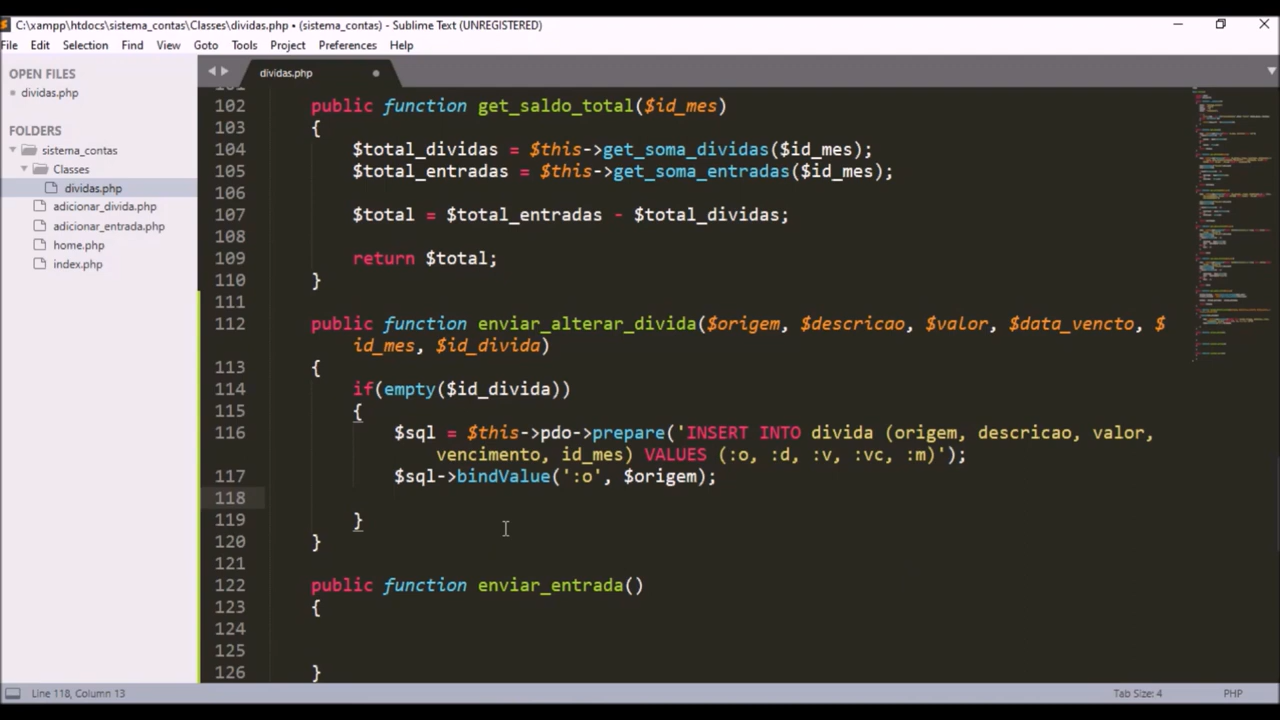 C:\xampp\htdocs\sistema_contas\Classes\dividas.php • (sistema_contas) - Sublime Text (UNREGISTERED)
File Edit Selection Find View Goto Tools Project Preferences Help
OPEN FILES
dividas.php
FOLDERS
sistema_contas
Classes
dividas.php
adicionar_divida.php
adicionar_entrada.php
home.php
index.php
dividas.php
101
102 public function get_saldo_total($id_mes)
103 {
104 $total_dividas = $this->get_soma_dividas($id_mes);
105 $total_entradas = $this->get_soma_entradas($id_mes);
106
107 $total = $total_entradas - $total_dividas;
108
109 return $total;
110 }
111
112 public function enviar_alterar_divida($origem, $descricao, $valor, $data_vencto, $
id_mes, $id_divida)
113 {
114 if(empty($id_divida))
115 {
116 $sql = $this->pdo->prepare('INSERT INTO divida (origem, descricao, valor,
vencimento, id_mes) VALUES (:o, :d, :v, :vc, :m)');
117 $sql->bindValue(':o', $origem);
118
119 }
120 }
121
122 public function enviar_entrada()
123 {
124
125
126 }
Line 118, Column 13
Tab Size: 4
PHP